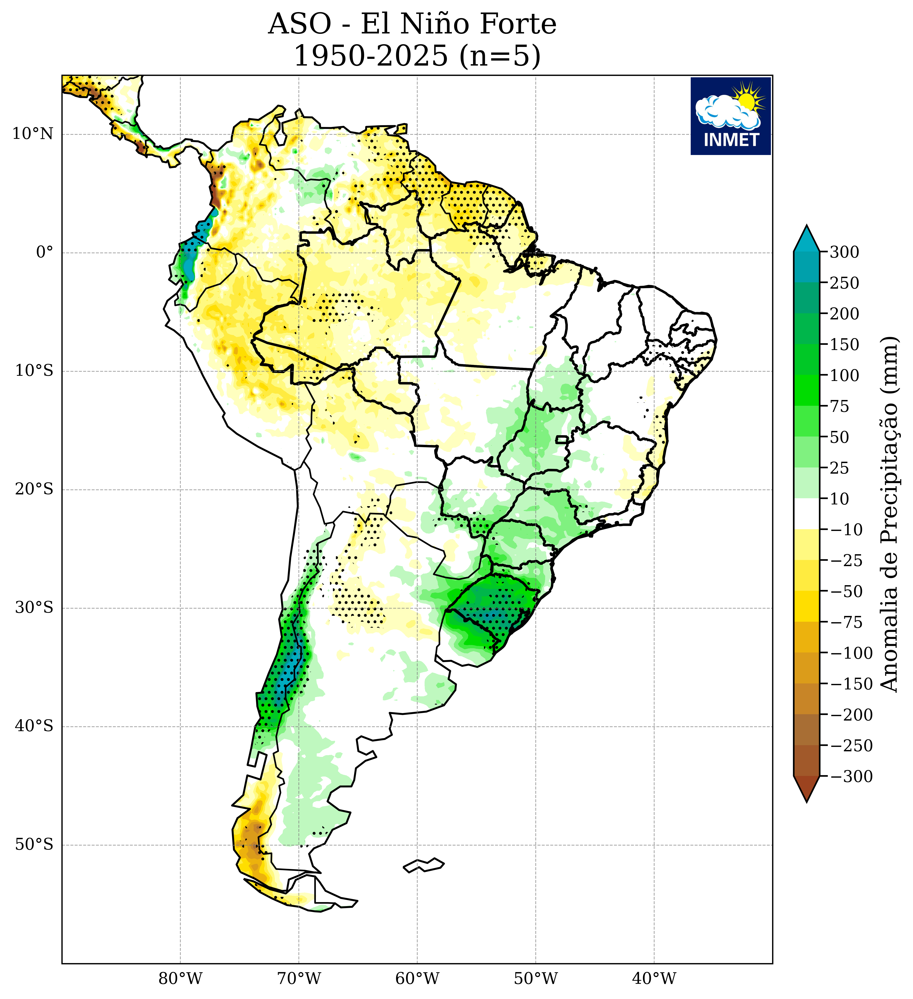 ASO - El Niño Forte
1950-2025 (n=5)
INMET
10°N
0°
10°S
20°S
30°S
40°S
50°S
80°W
70°W
60°W
50°W
40°W
300
250
200
150
100
75
50
25
10
−10
−25
−50
−75
−100
−150
−200
−250
−300
Anomalia de Precipitação (mm)